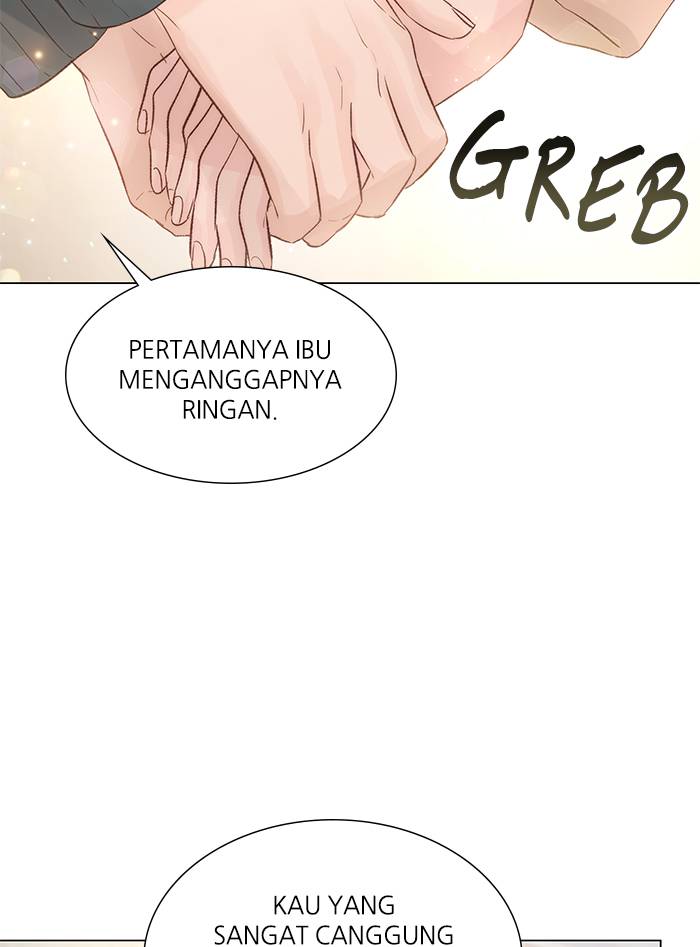 GREB
PERTAMANYA IBU
MENGANGGAPNYA
RINGAN.
KAU YANG
SANGAT CANGGUNG